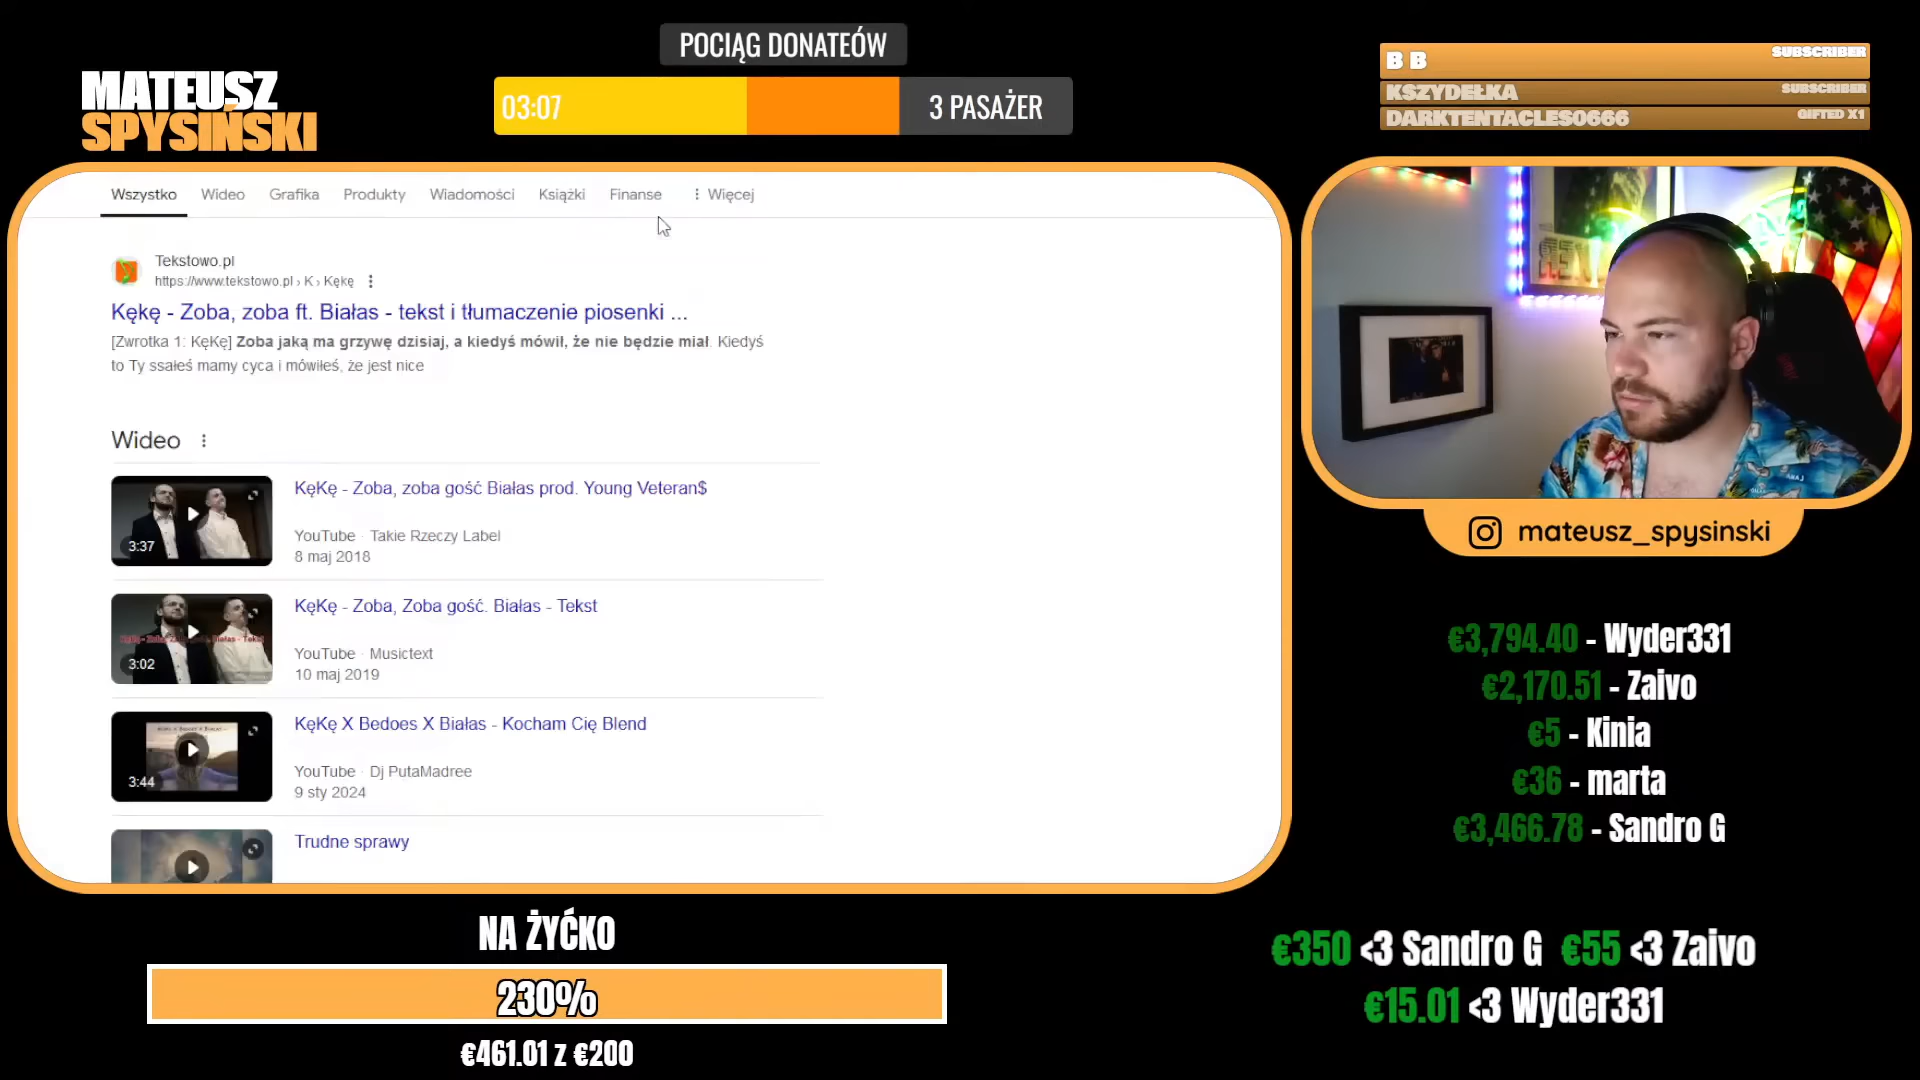 MATEUSZ
SPYSIŃSKI
POCIĄG DONATEÓW
03:07
3 PASAŻER
B B
SUBSCRIBER
KSZYDEŁKA
SUBSCRIBER
DARKTENTACLES0666
GIFTED X1
Wszystko Wideo Grafika Produkty Wiadomości Książki Finanse Więcej
Tekstowo.pl
https://www.tekstowo.pl › K › Kękę
Kękę - Zoba, zoba ft. Białas - tekst i tłumaczenie piosenki ...
[Zwrotka 1: KęKę] Zoba jaką ma grzywę dzisiaj, a kiedyś mówił, że nie będzie miał. Kiedyś
to Ty ssałeś mamy cyca i mówiłeś, że jest nice
Wideo
3:37
KęKę - Zoba, zoba gość Białas prod. Young Veteran$
YouTube · Takie Rzeczy Label
8 maj 2018
3:02
KęKę - Zoba, Zoba gość. Białas - Tekst
YouTube · Musictext
10 maj 2019
3:44
KęKę X Bedoes X Białas - Kocham Cię Blend
YouTube · Dj PutaMadree
9 sty 2024
Trudne sprawy
mateusz_spysinski
€3,794.40 - Wyder331
€2,170.51 - Zaivo
€5 - Kinia
€36 - marta
€3,466.78 - Sandro G
NA ŻYĆKO
230%
€461.01 z €200
€350 <3 Sandro G €55 <3 Zaivo
€15.01 <3 Wyder331